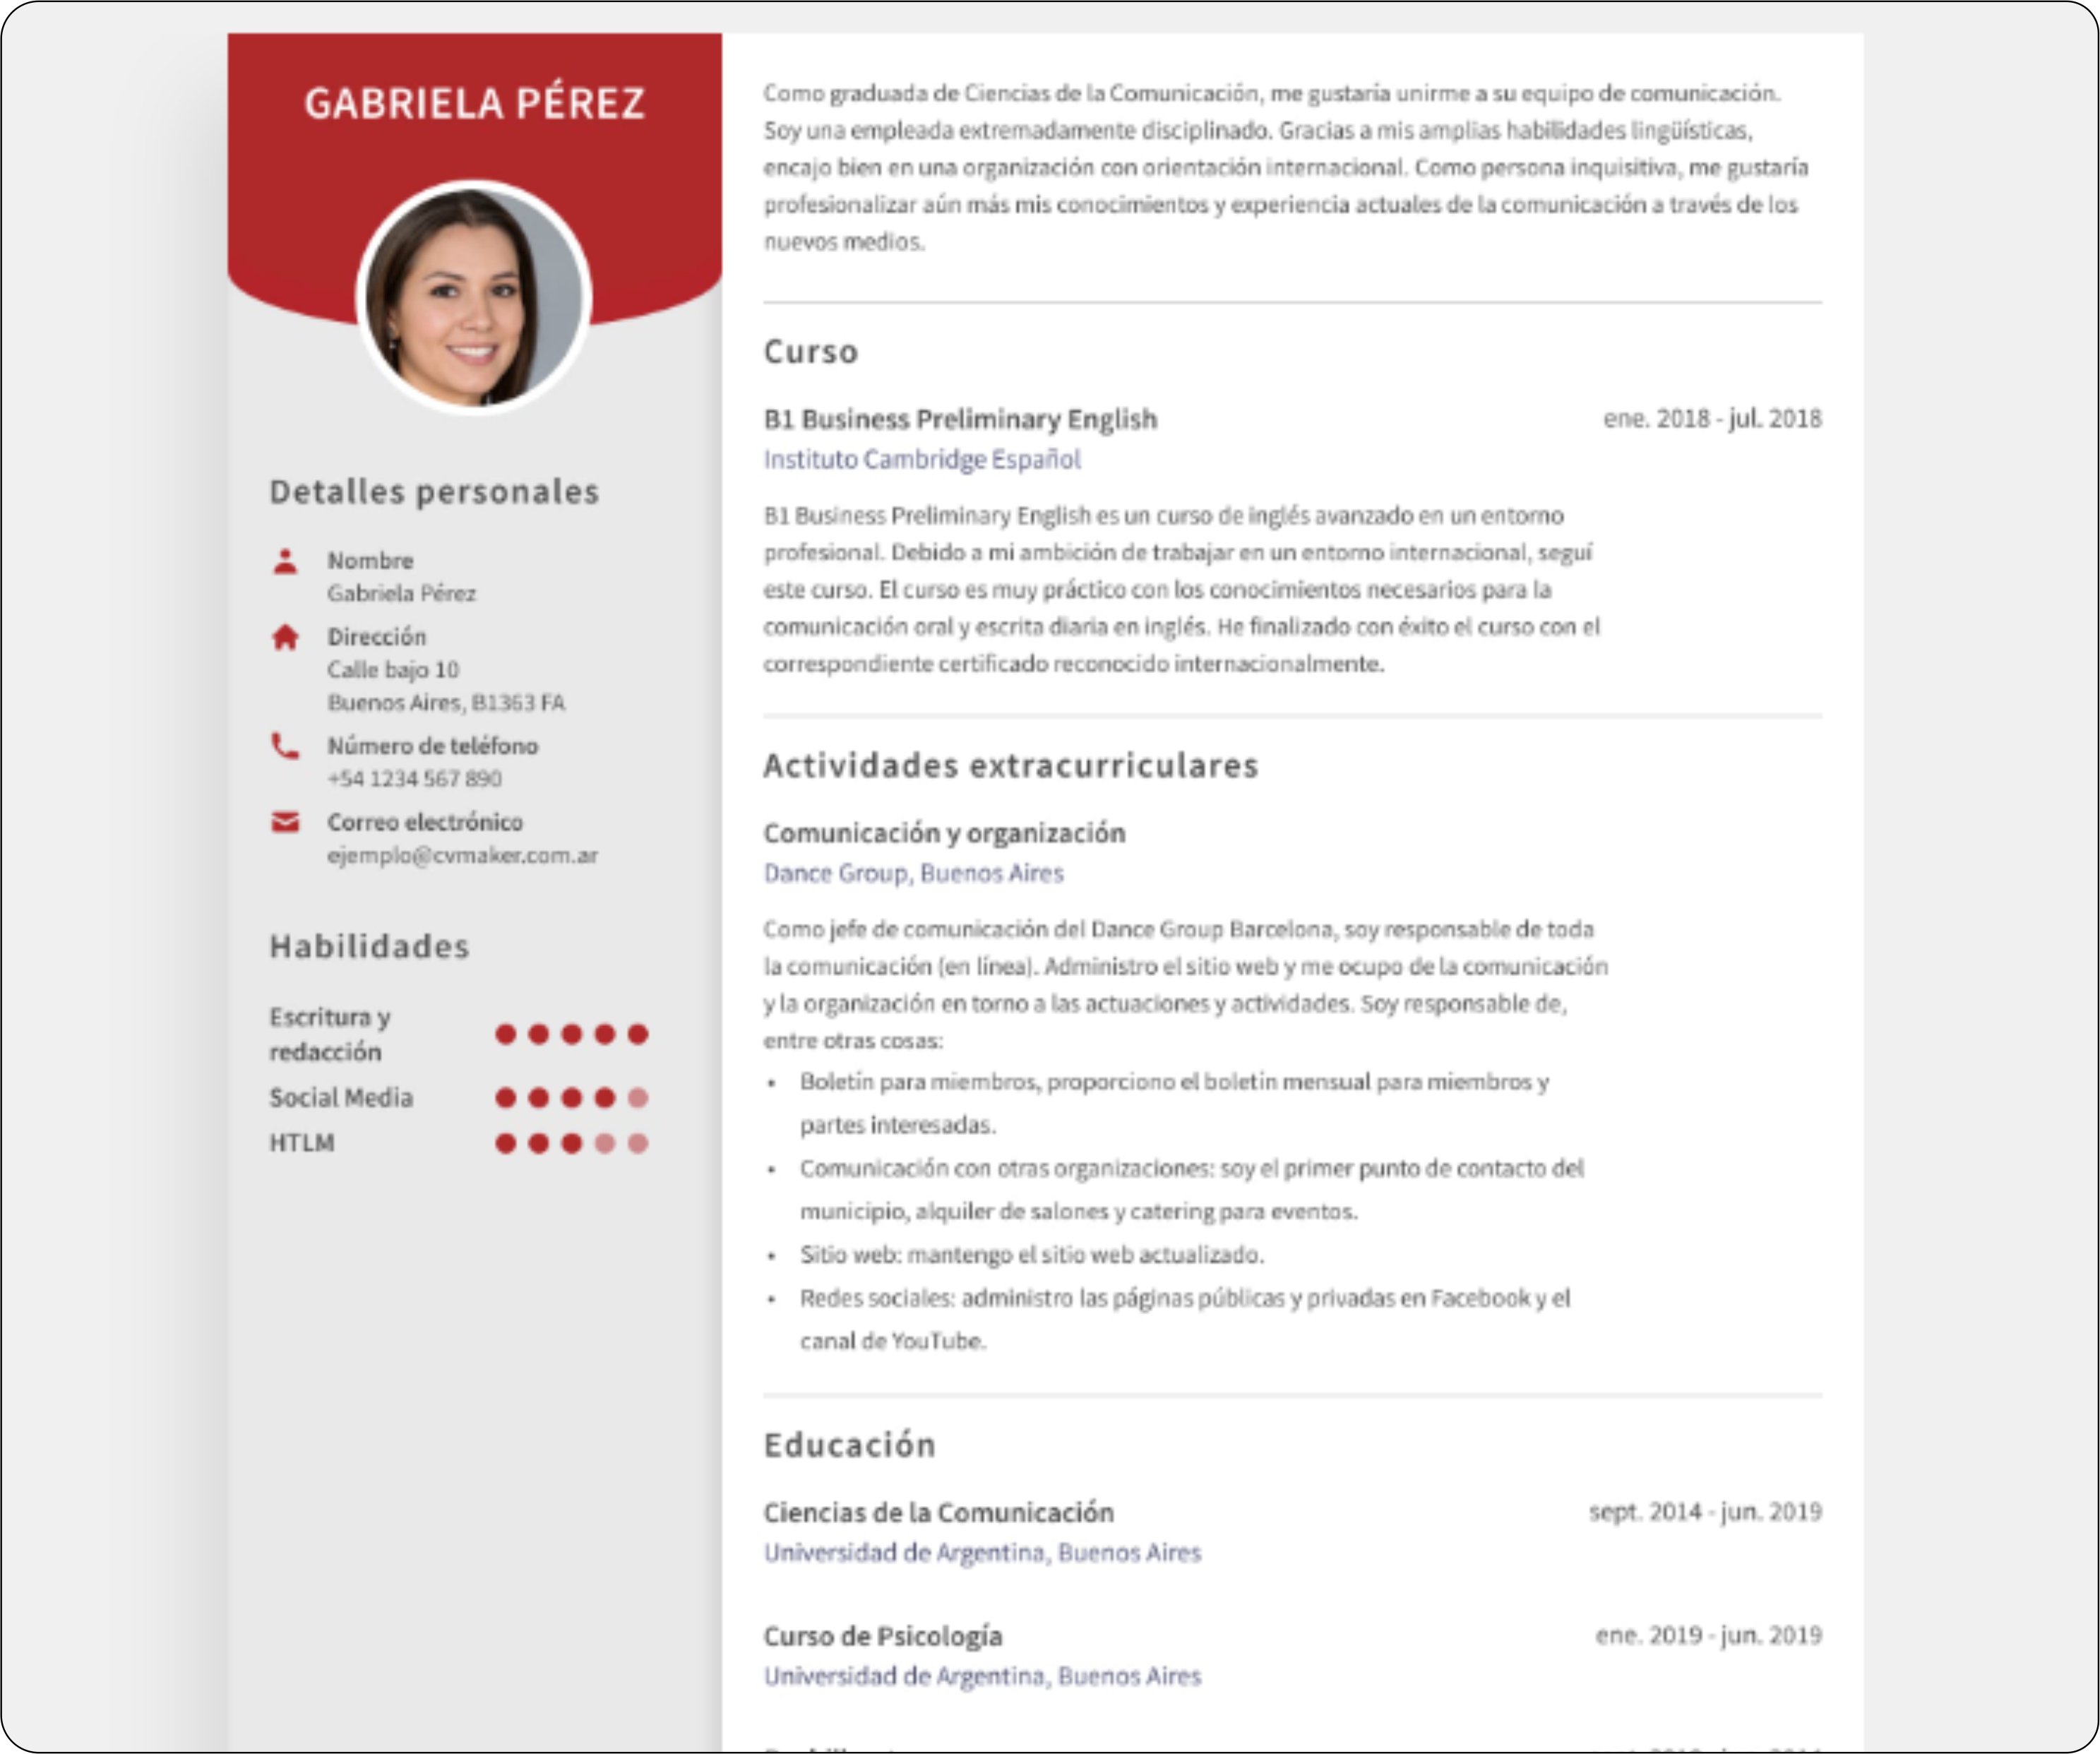 GABRIELA PÉREZ
Detalles personales
Nombre
Gabriela Pérez
Dirección
Calle bajo 10
Buenos Aires, B1363 FA
Número de teléfono
+54 1234 567 890
Correo electrónico
ejemplo@cvmaker.com.ar
Habilidades
Escritura y
redacción
Social Media
HTLM
Como graduada de Ciencias de la Comunicación, me gustaría unirme a su equipo de comunicación.
Soy una empleada extremadamente disciplinado. Gracias a mis amplias habilidades lingüísticas,
encajo bien en una organización con orientación internacional. Como persona inquisitiva, me gustaría
profesionalizar aún más mis conocimientos y experiencia actuales de la comunicación a través de los
nuevos medios.
Curso
B1 Business Preliminary English ene. 2018 - jul. 2018
Instituto Cambridge Español
B1 Business Preliminary English es un curso de inglés avanzado en un entorno
profesional. Debido a mi ambición de trabajar en un entorno internacional, seguí
este curso. El curso es muy práctico con los conocimientos necesarios para la
comunicación oral y escrita diaria en inglés. He finalizado con éxito el curso con el
correspondiente certificado reconocido internacionalmente.
Actividades extracurriculares
Comunicación y organización
Dance Group, Buenos Aires
Como jefe de comunicación del Dance Group Barcelona, soy responsable de toda
la comunicación (en línea). Administro el sitio web y me ocupo de la comunicación
y la organización en torno a las actuaciones y actividades. Soy responsable de,
entre otras cosas:
• Boletín para miembros, proporciono el boletín mensual para miembros y
partes interesadas.
• Comunicación con otras organizaciones: soy el primer punto de contacto del
municipio, alquiler de salones y catering para eventos.
• Sitio web: mantengo el sitio web actualizado.
• Redes sociales: administro las páginas públicas y privadas en Facebook y el
canal de YouTube.
Educación
Ciencias de la Comunicación sept. 2014 - jun. 2019
Universidad de Argentina, Buenos Aires
Curso de Psicología ene. 2019 - jun. 2019
Universidad de Argentina, Buenos Aires